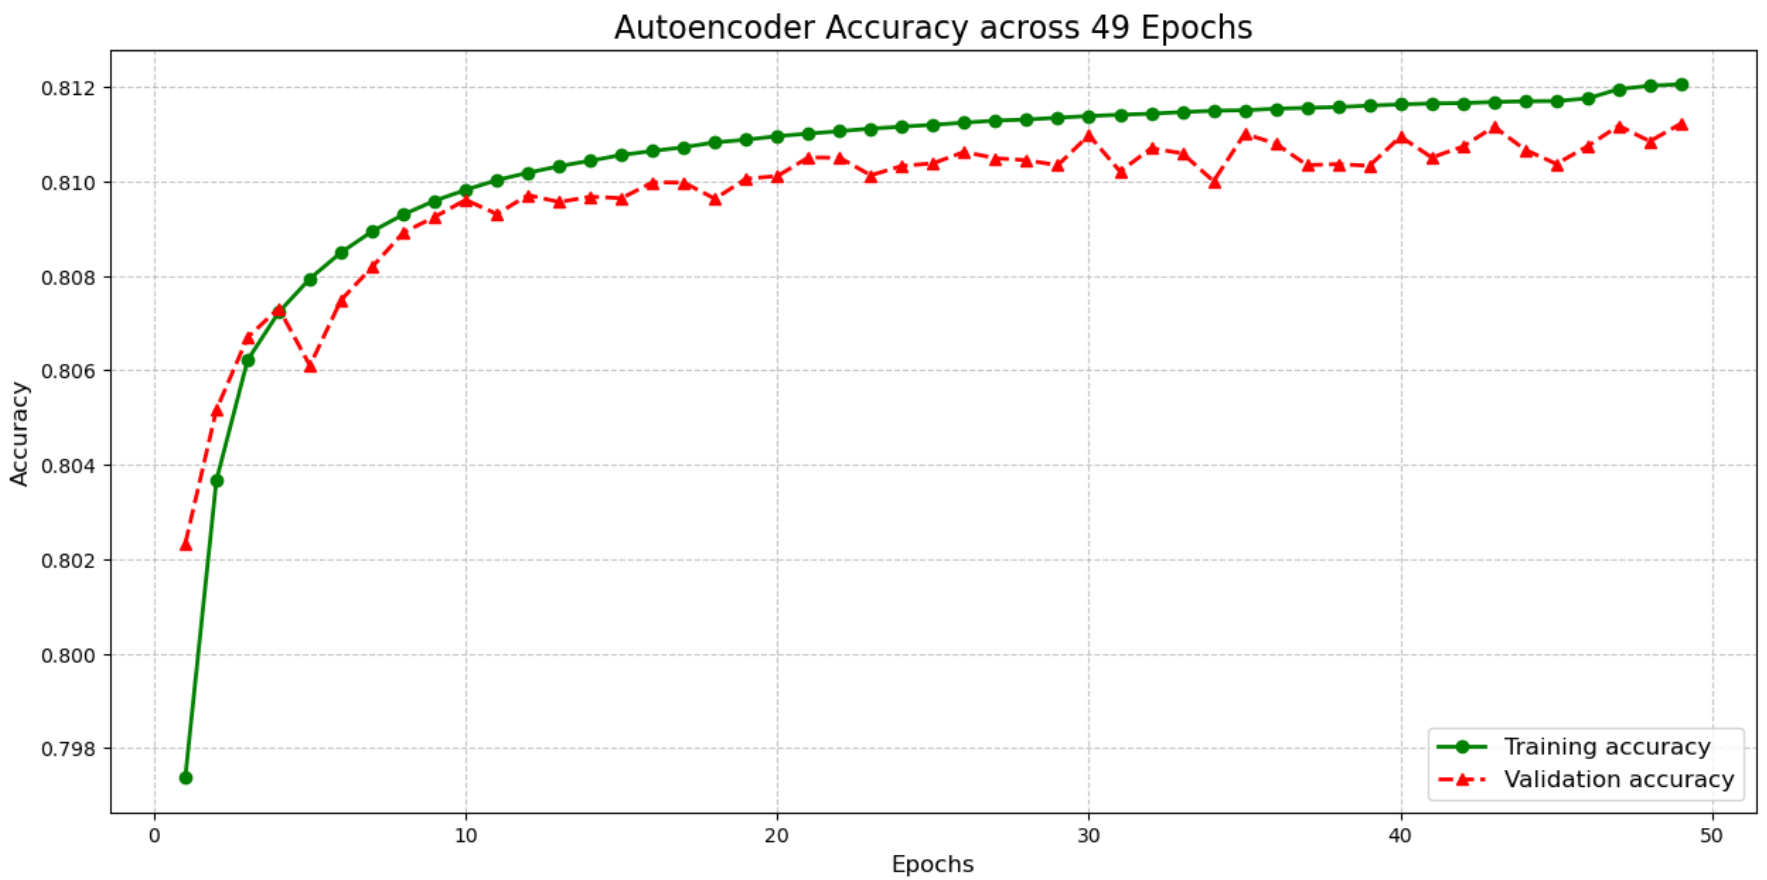 Autoencoder Accuracy across 49 Epochs
Accuracy
0.812
0.810
0.808
0.806
0.804
0.802
0.800
0.798
0 10 20 30 40 50
Epochs
Training accuracy
Validation accuracy